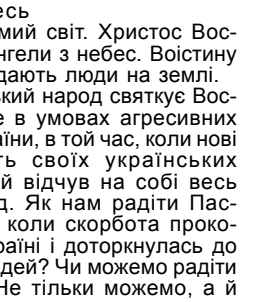 есь
мий світ. Христос Вос-
нгели з небес. Воістину
дають люди на землі.
ький народ святкує Вос-
е в умовах агресивних
їни, в той час, коли нові
ть своїх українських
й відчув на собі весь
д. Як нам радіти Пас-
коли скорбота проко-
раїні і доторкнулась до
дей? Чи можемо радіти
Не тільки можемо, а й